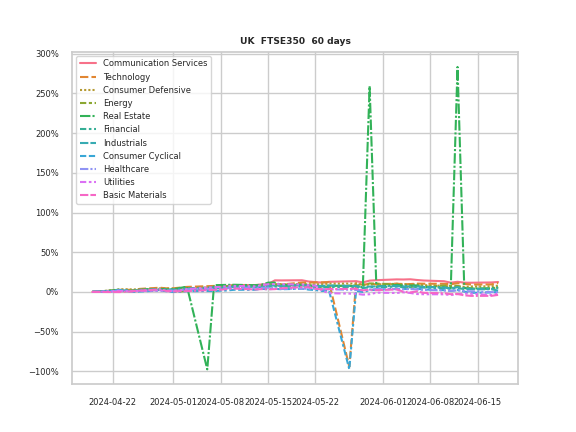 UK FTSE350 60 days
300%
250%
200%
150%
100%
50%
00%
−50%
−100%
Communication Services
Technology
Consumer Defensive
Energy
Real Estate
Financial
Industrials
Consumer Cyclical
Healthcare
Utilities
Basic Materials
2024-04-22 2024-05-01 2024-05-08 2024-05-15 2024-05-22 2024-06-01 2024-06-08 2024-06-15